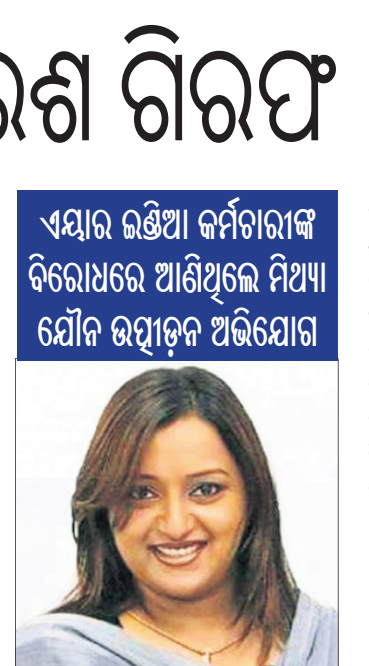 ଗିରଫ
ଏୟାର ଇଣ୍ଡିଆ କର୍ମଚାରୀଙ୍କ
ବିରୋଧରେ ଆଣିଥିଲେ ମିଥ୍ୟା
ଯୌନ ଉତ୍ପୀଡ଼ନ ଅଭିଯୋଗ